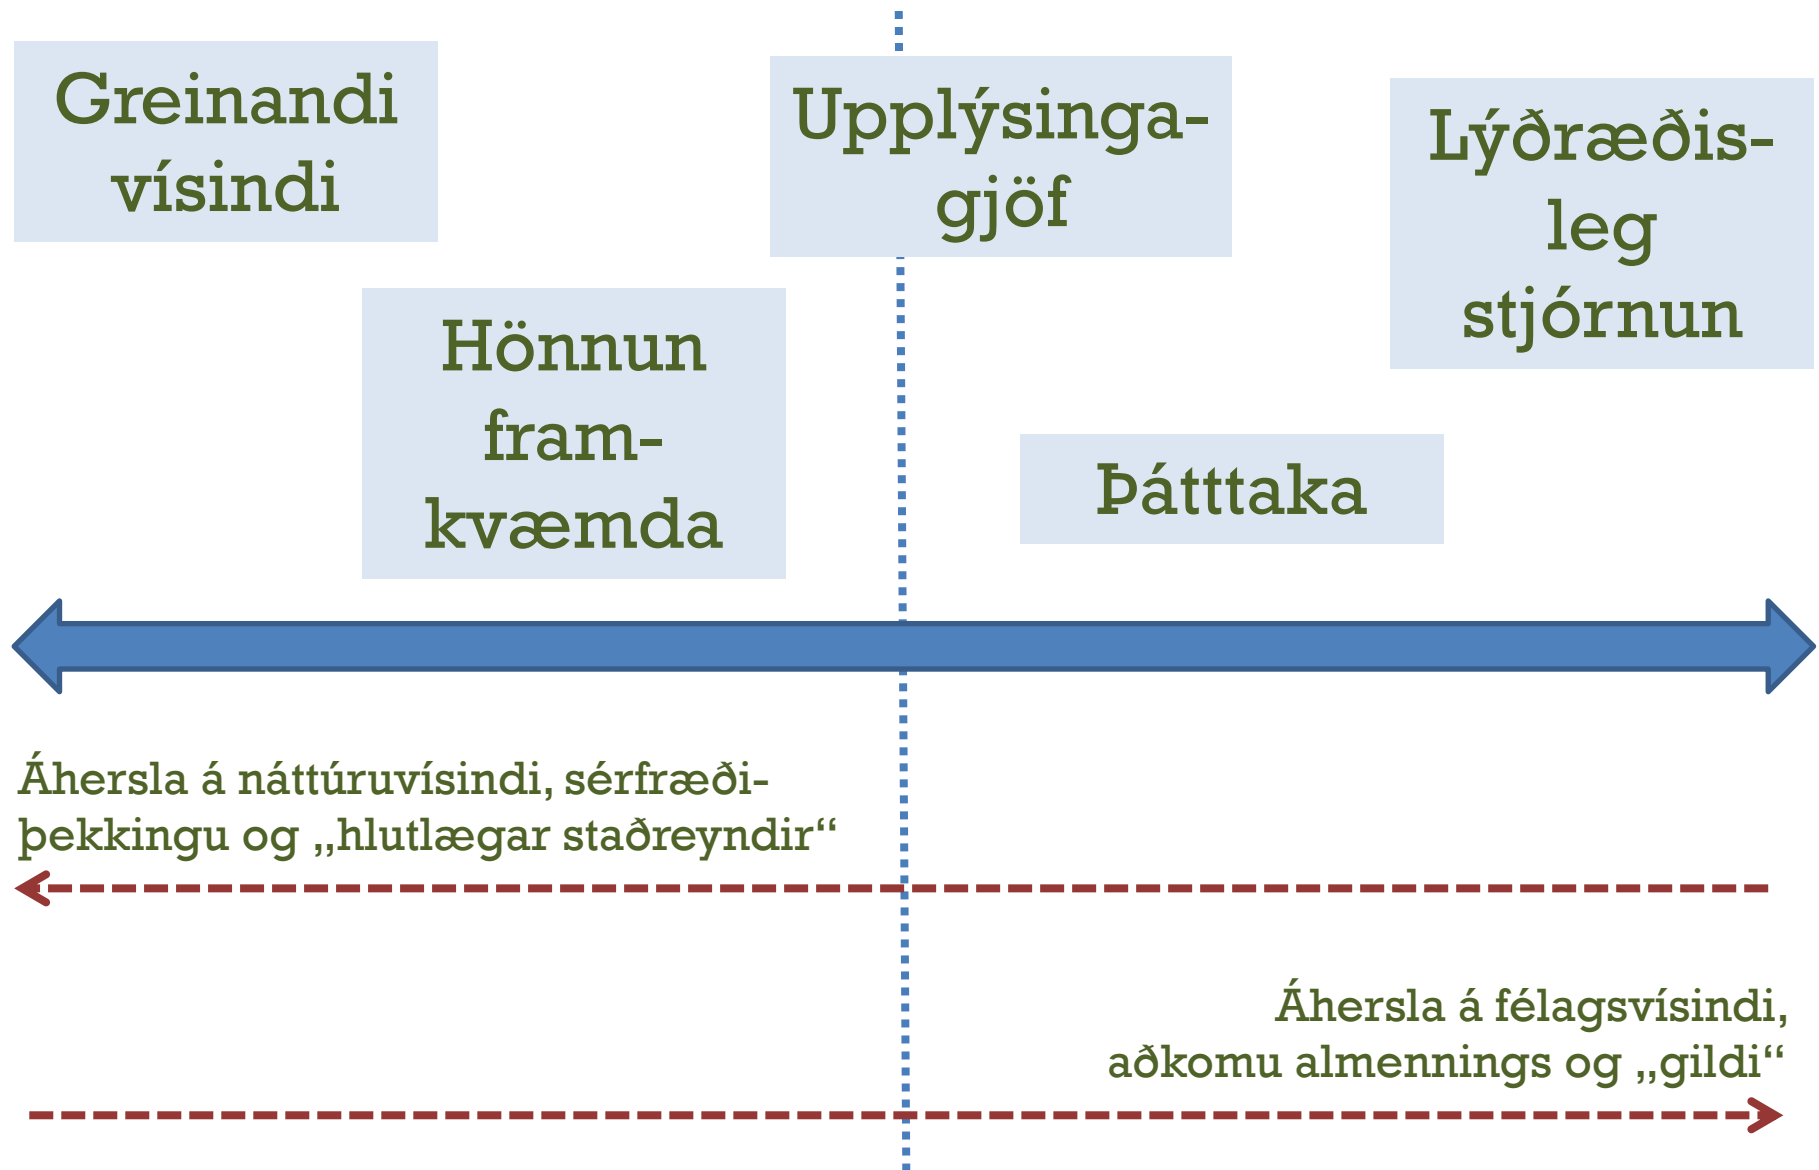 Greinandi
vísindi
Hönnun
fram-
kvæmda
Upplýsinga-
gjöf
Þátttaka
Lýðræðis-
leg
stjórnun
Áhersla á náttúruvísindi, sérfræði-
þekkingu og „hlutlægar staðreyndir“
Áhersla á félagsvísindi,
aðkomu almennings og „gildi“